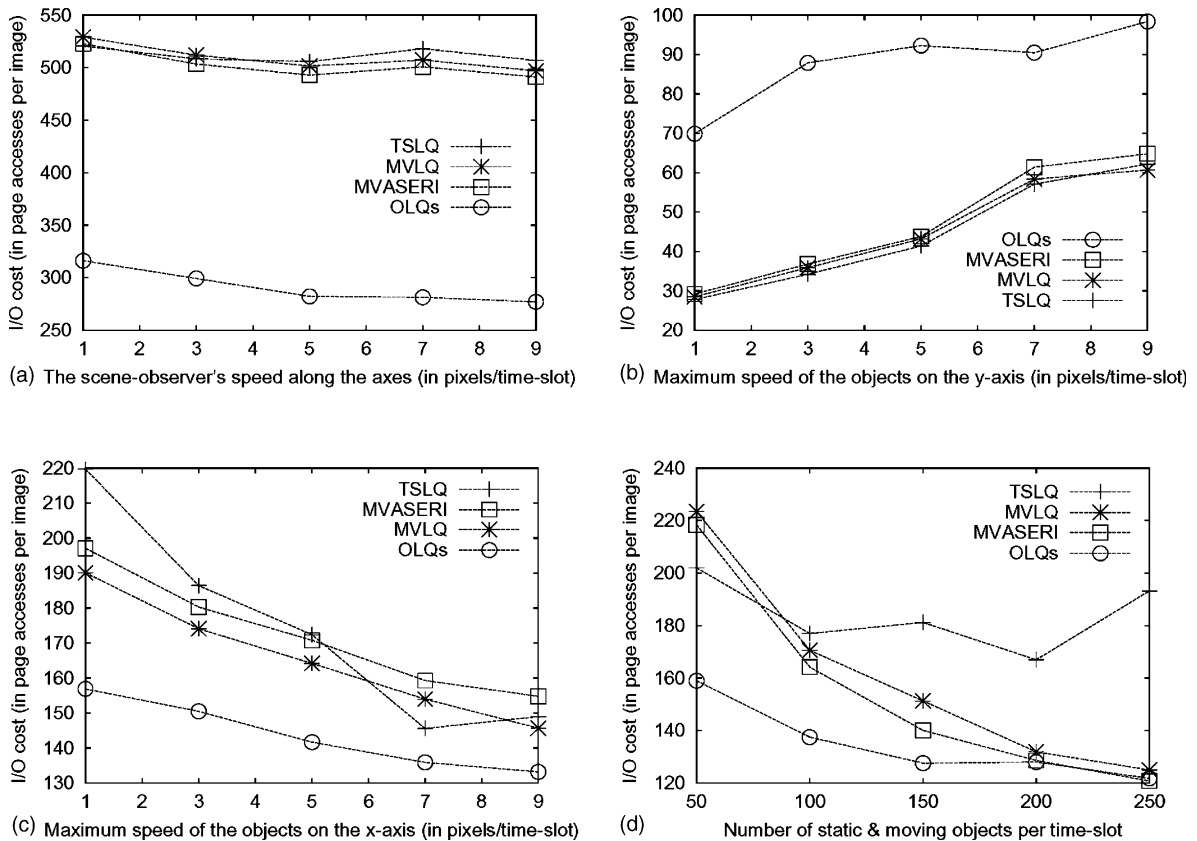 550
500
450
400
350
300
250
I/O cost (in page accesses per image)
TSLQ
MVLQ
MVASERI
OLQs
1 2 3 4 5 6 7 8 9
(a) The scene-observer's speed along the axes (in pixels/time-slot)
100
90
80
70
60
50
40
30
20
I/O cost (in page accesses per image)
OLQs
MVASERI
MVLQ
TSLQ
1 2 3 4 5 6 7 8 9
(b) Maximum speed of the objects on the y-axis (in pixels/time-slot)
220
210
200
190
180
170
160
150
140
130
I/O cost (in page accesses per image)
TSLQ
MVASERI
MVLQ
OLQs
1 2 3 4 5 6 7 8 9
(c) Maximum speed of the objects on the x-axis (in pixels/time-slot)
240
220
200
180
160
140
120
I/O cost (in page accesses per image)
TSLQ
MVLQ
MVASERI
OLQs
50 100 150 200 250
(d) Number of static & moving objects per time-slot